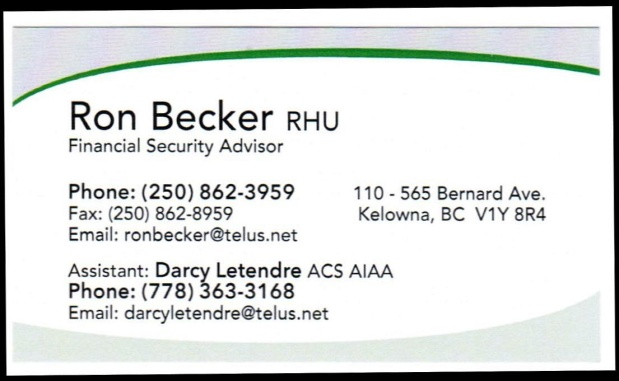 Ron Becker RHU
Financial Security Advisor
Phone: (250) 862-3959
Fax: (250) 862-8959
Email: ronbecker@telus.net
110 - 565 Bernard Ave.
Kelowna, BC V1Y 8R4
Assistant: Darcy Letendre ACS AIAA
Phone: (778) 363-3168
Email: darcyletendre@telus.net